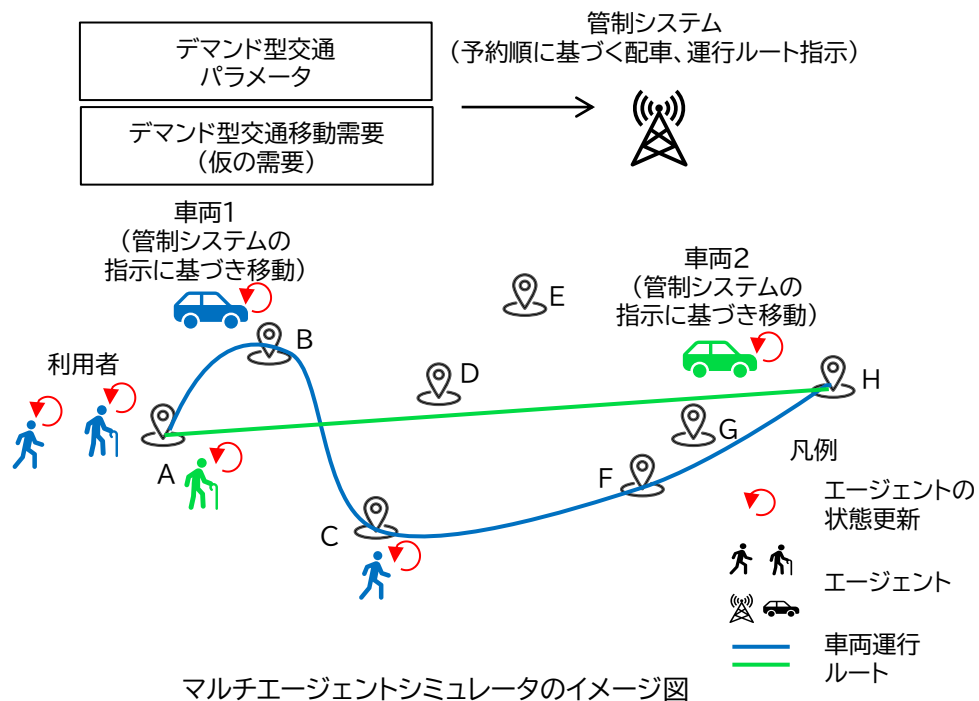 デマンド型交通
パラメータ
デマンド型交通移動需要
（仮の需要）
管制システム
（予約順に基づく配車、運行ルート指示）
車両1
（管制システムの
指示に基づき移動）
車両2
（管制システムの
指示に基づき移動）
利用者
A
B
C
D
E
F
G
H
凡例
エージェントの
状態更新
エージェント
車両運行
ルート
マルチエージェントシミュレータのイメージ図